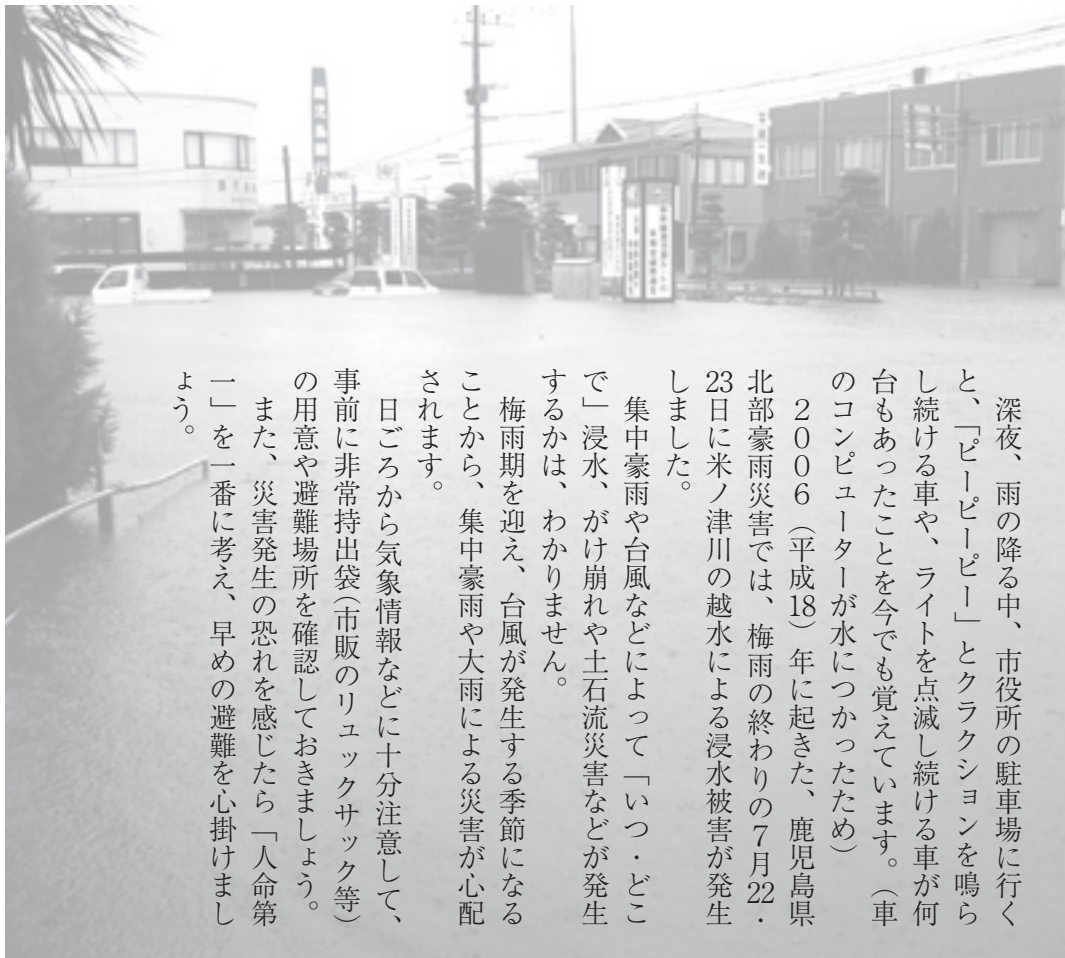 深夜、雨の降る中、市役所の駐車場に行く
と、「ピーピーピー」とクラクションを鳴ら
し続ける車や、ライトを点滅し続ける車が何
台もあったことを今でも覚えています。（車
のコンピューターが水につかったため）
２００６（平成18）年に起きた、鹿児島県
北部豪雨災害では、梅雨の終わりの７月22・
23日に米ノ津川の越水による浸水被害が発生
しました。
集中豪雨や台風などによって「いつ・どこ
で」浸水、がけ崩れや土石流災害などが発生
するかは、わかりません。
梅雨期を迎え、台風が発生する季節になる
ことから、集中豪雨や大雨による災害が心配
されます。
日ごろから気象情報などに十分注意して、
事前に非常持出袋（市販のリュックサック等）
の用意や避難場所を確認しておきましょう。
また、災害発生の恐れを感じたら「人命第
一」を一番に考え、早めの避難を心掛けまし
ょう。